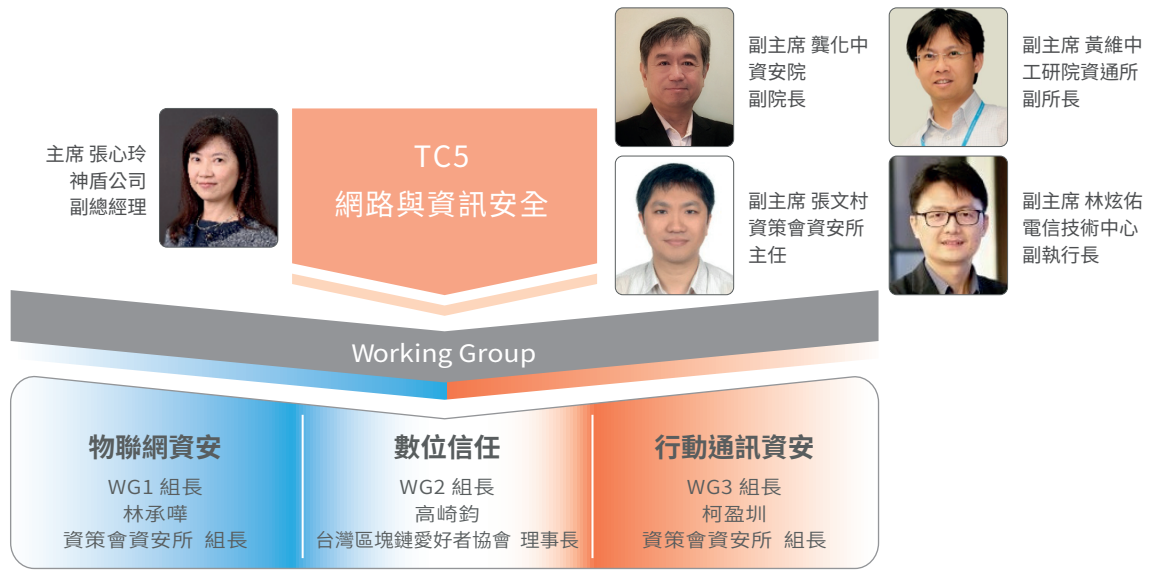 主席 張心玲
神盾公司
副總經理
TC5
網路與資訊安全
副主席 龔化中
資安院
副院長
副主席 黃維中
工研院資通所
副所長
副主席 張文村
資策會資安所
主任
副主席 林炫佑
電信技術中心
副執行長
Working Group
物聯網資安
WG1 組長
林承嘩
資策會資安所 組長
數位信任
WG2 組長
高崎鈞
台灣區塊鏈愛好者協會 理事長
行動通訊資安
WG3 組長
柯盈圳
資策會資安所 組長